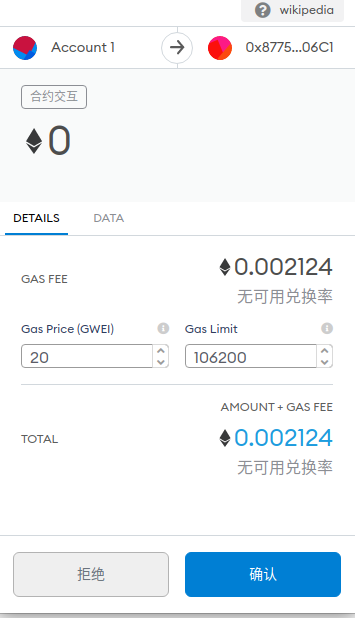 wikipedia
Account 1
0x8775...06C1
合约交互
0
DETAILS DATA
GAS FEE
0.002124
无可用兑换率
Gas Price (GWEI) Gas Limit
20 106200
AMOUNT + GAS FEE
TOTAL
0.002124
无可用兑换率
拒绝 确认